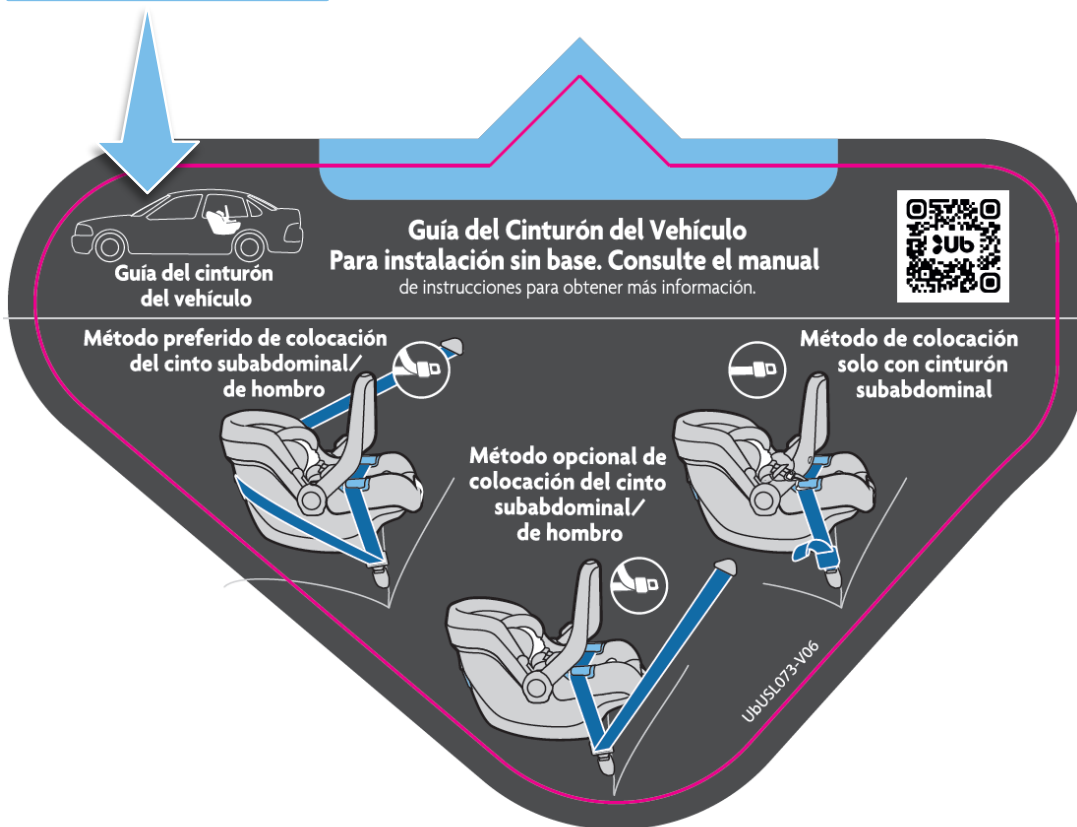 Guía del cinturón
del vehículo
Guía del Cinturón del Vehículo
Para instalación sin base. Consulte el manual
de instrucciones para obtener más información.
Ub
Método preferido de colocación
del cinto subabdominal/
de hombro
Método opcional de
colocación del cinto
subabdominal/
de hombro
Método de colocación
solo con cinturón
subabdominal
UbUSL073-V06